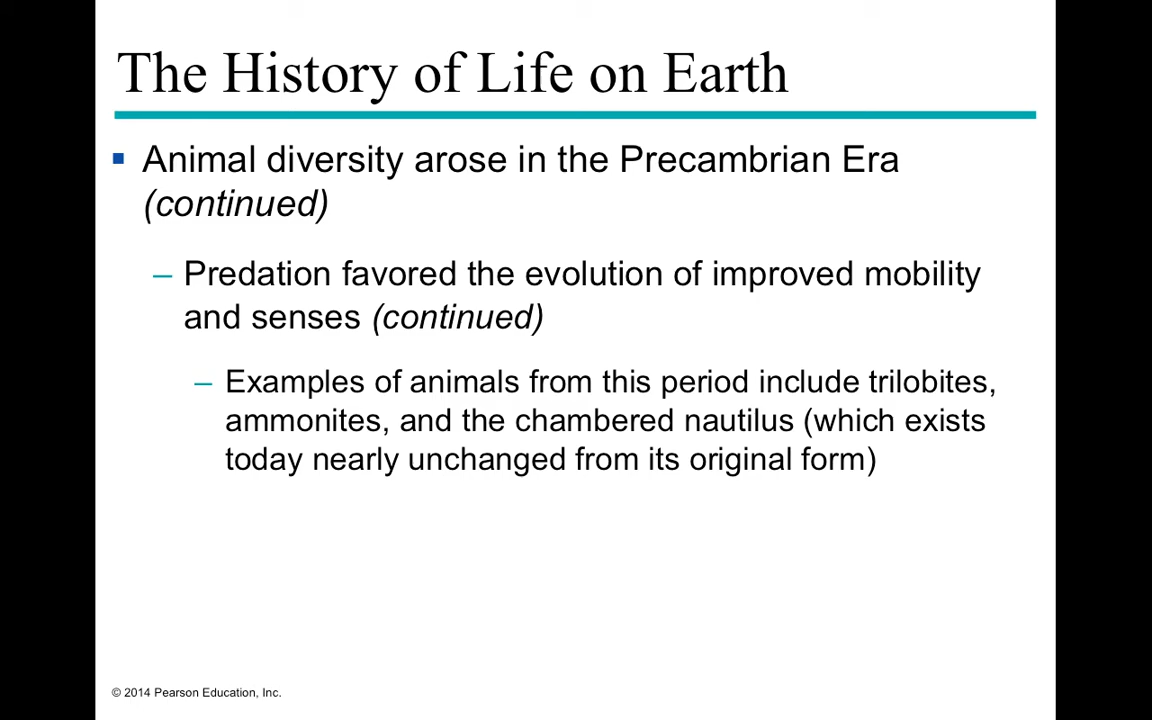 The History of Life on Earth
▪ Animal diversity arose in the Precambrian Era
(continued)
– Predation favored the evolution of improved mobility
and senses (continued)
– Examples of animals from this period include trilobites,
ammonites, and the chambered nautilus (which exists
today nearly unchanged from its original form)
© 2014 Pearson Education, Inc.